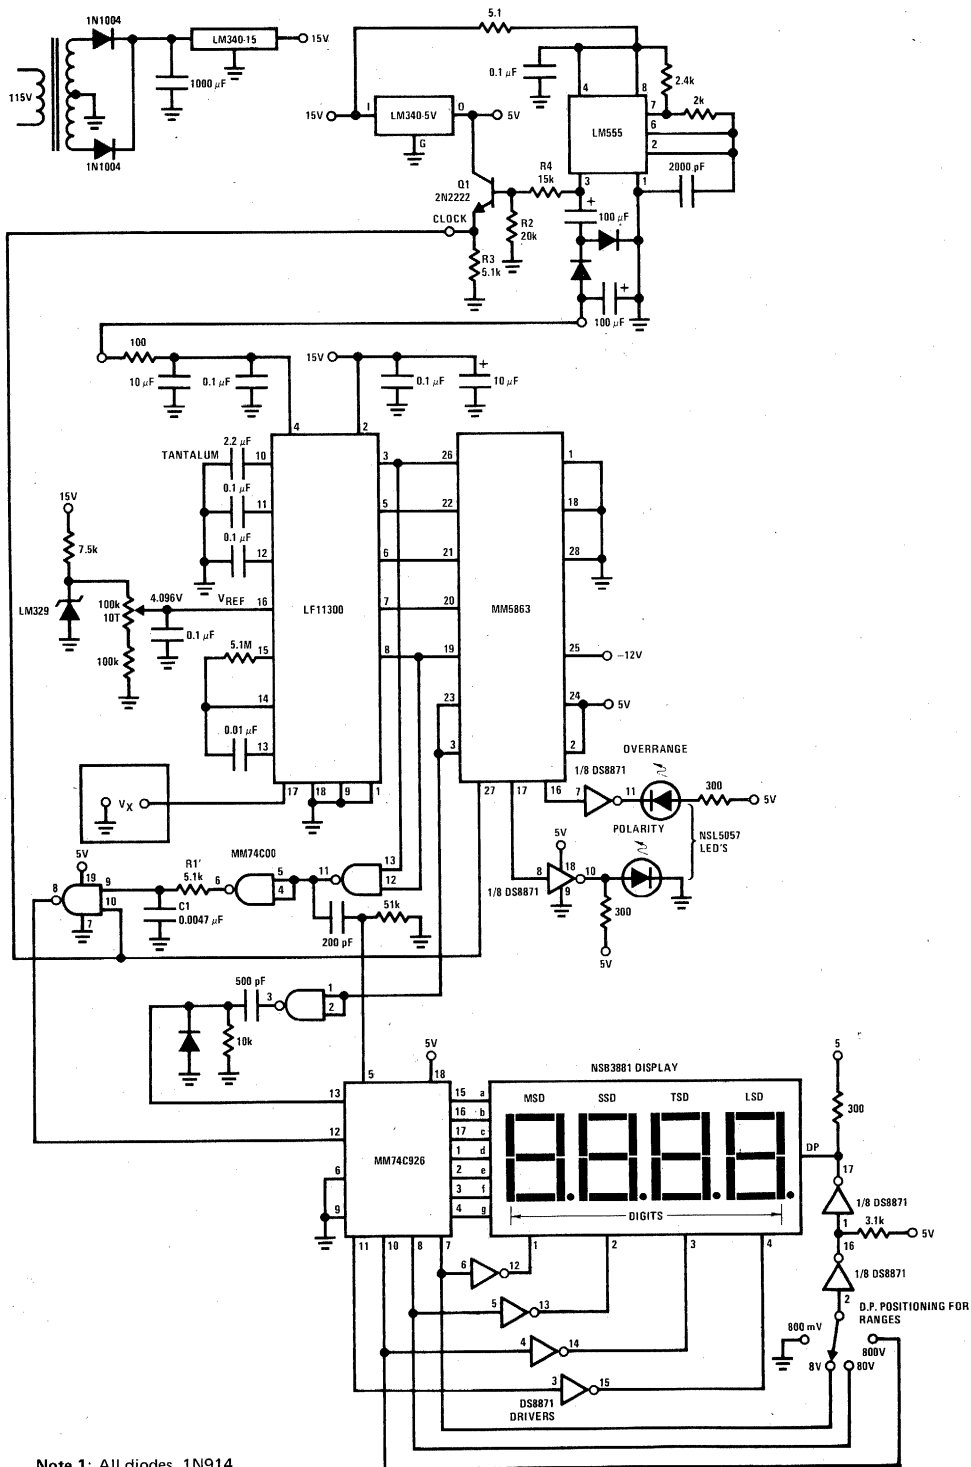 1N1004
LM340-15
15V
115V
1000 µF
1N1004
5.1
0.1 µF
15V
I
LM340-5V
O
5V
G
4
8
2.4k
7
2k
6
2
LM555
3
1
2000 pF
Q1
2N2222
R4
15k
CLOCK
R2
20k
R3
5.1k
+
100 µF
+
100 µF
100
10 µF
0.1 µF
15V
0.1 µF
+
10 µF
4
2
TANTALUM
2.2 µF
10
0.1 µF
11
0.1 µF
12
15V
7.5k
LM329
100k
10T
4.096V
VREF
16
0.1 µF
100k
5.1M
15
14
0.01 µF
13
LF11300
3
5
6
7
8
17
18
9
1
VX
26
22
21
20
19
23
3
MM5863
1
18
28
25
–12V
24
5V
2
27
17
16
OVERRANGE
1/8 DS8871
7
11
300
5V
POLARITY
NSL5057
LED'S
5V
1/8 DS8871
8
18
9
10
300
5V
5V
8
19
9
10
7
R1'
5.1k
C1
0.0047 µF
MM74C00
6
5
4
11
13
12
200 pF
51k
500 pF
3
1
2
10k
5V
5
18
13
12
6
9
MM74C926
15
16
17
1
2
3
4
a
b
c
d
e
f
g
11
10
8
7
NSB3881 DISPLAY
MSD
SSD
TSD
LSD
DIGITS
DP
1
2
3
4
6
12
5
13
4
14
3
15
DS8871
DRIVERS
5
300
17
1/8 DS8871
1
3.1k
5V
16
1/8 DS8871
2
D.P. POSITIONING FOR
RANGES
800 mV
800V
8V
80V
Note 1: All diodes 1N914